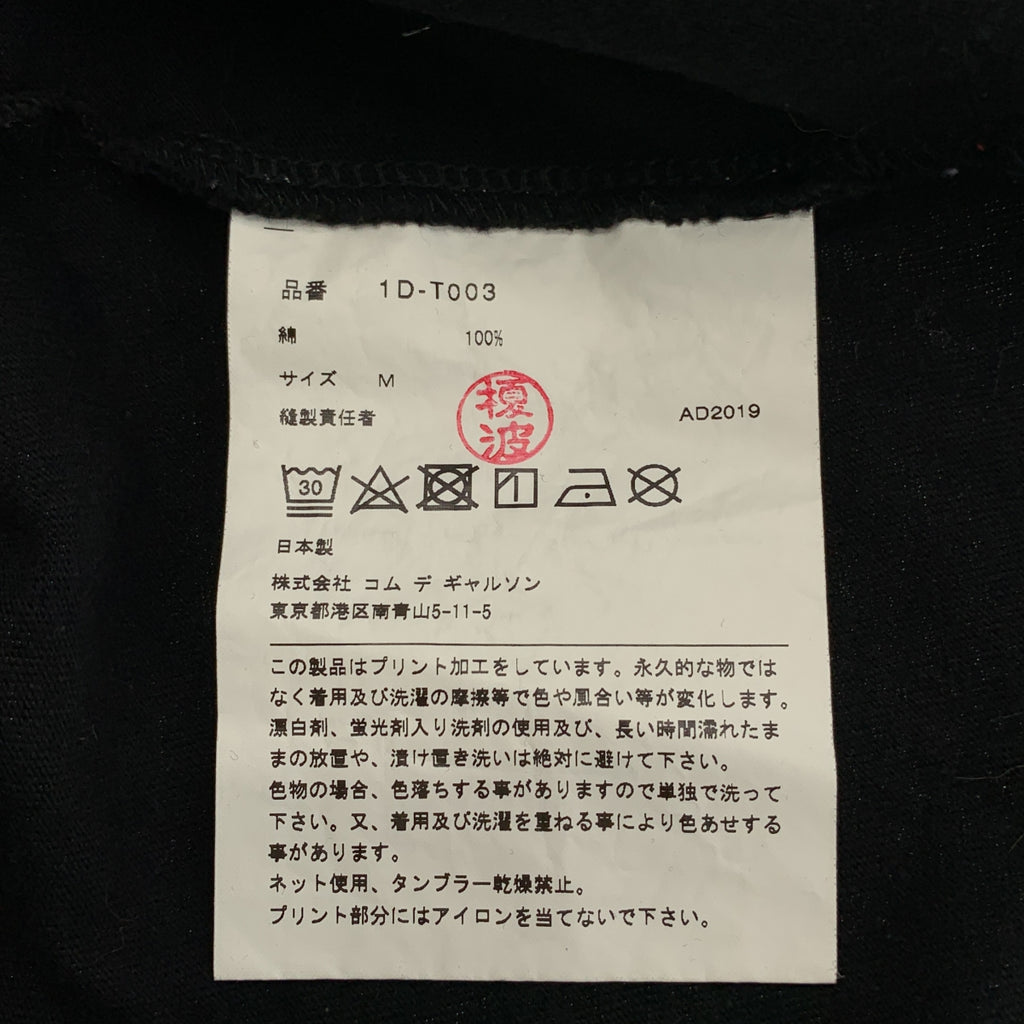 品番 1D-T003
綿 100%
サイズ M
縫製責任者 榎波 AD2019
30
日本製
株式会社 コム デ ギャルソン
東京都港区南青山5-11-5
この製品はプリント加工をしています。永久的な物では
なく着用及び洗濯の摩擦等で色や風合い等が変化します。
漂白剤、蛍光剤入り洗剤の使用及び、長い時間濡れたま
まの放置や、漬け置き洗いは絶対に避けて下さい。
色物の場合、色落ちする事がありますので単独で洗って
下さい。又、着用及び洗濯を重ねる事により色あせする
事があります。
ネット使用、タンブラー乾燥禁止。
プリント部分にはアイロンを当てないで下さい。